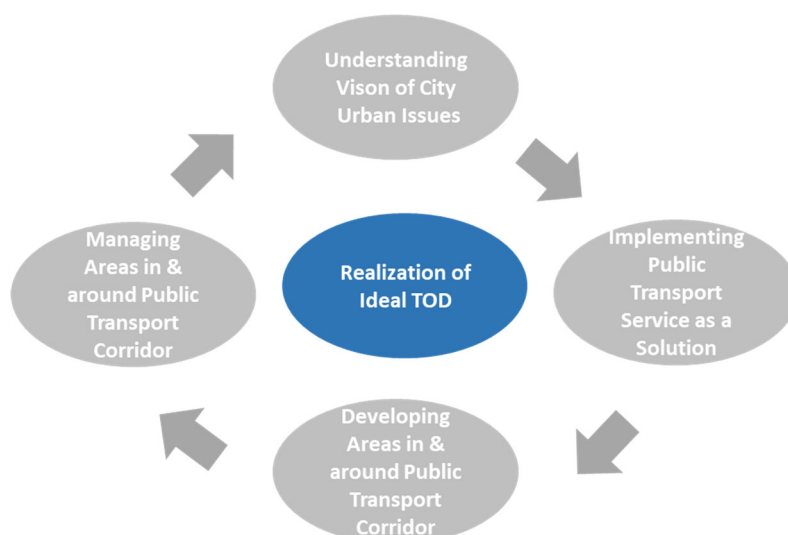 Understanding
Vison of City
Urban Issues
Implementing
Public
Transport
Service as a
Solution
Developing
Areas in &
around Public
Transport
Corridor
Managing
Areas in &
around Public
Transport
Corridor
Realization of
Ideal TOD